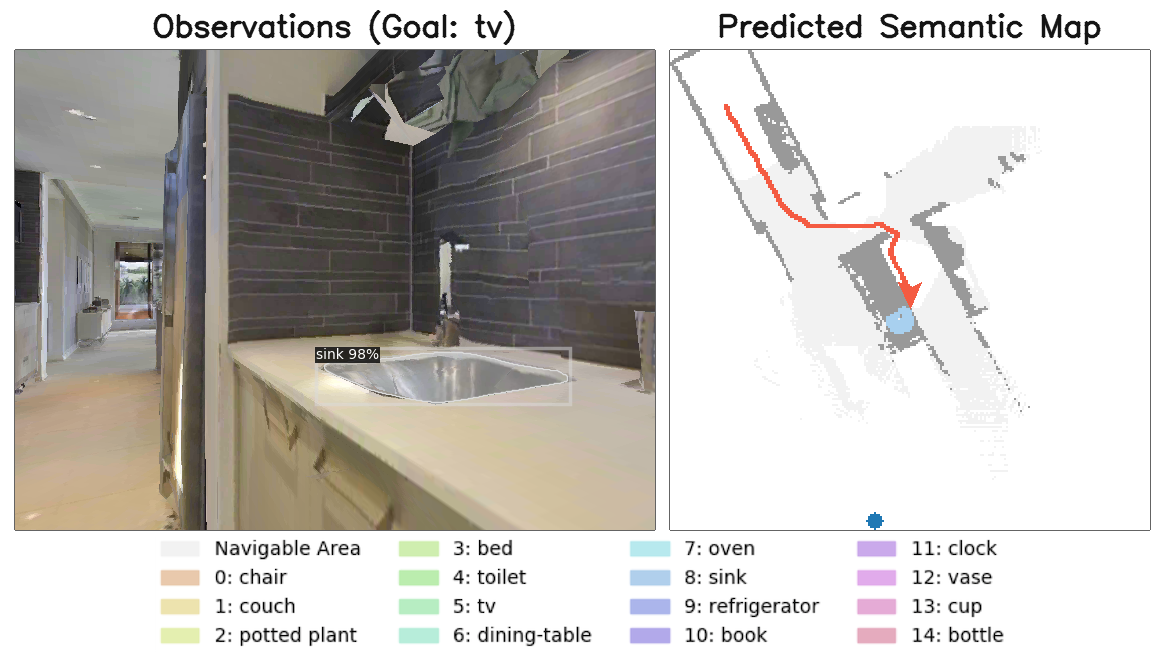 Observations (Goal: tv)
Predicted Semantic Map
sink 98%
Navigable Area
0: chair
1: couch
2: potted plant
3: bed
4: toilet
5: tv
6: dining-table
7: oven
8: sink
9: refrigerator
10: book
11: clock
12: vase
13: cup
14: bottle